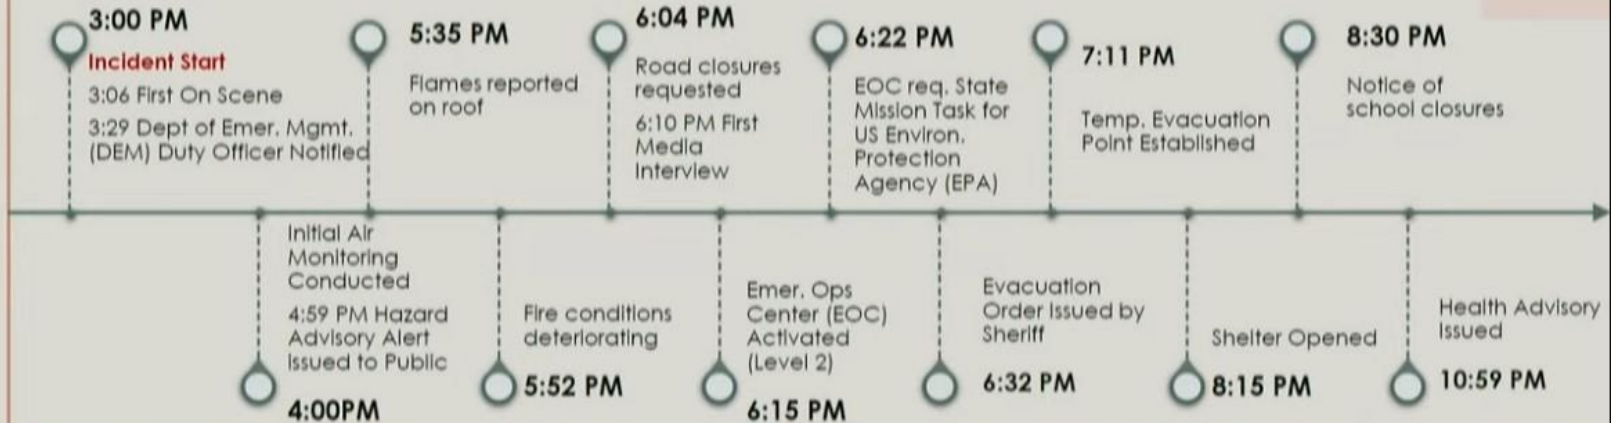 3:00 PM
Incident Start
3:06 First On Scene
3:29 Dept of Emer. Mgmt.
(DEM) Duty Officer Notified
5:35 PM
Flames reported
on roof
6:04 PM
Road closures
requested
6:10 PM First
Media
Interview
6:22 PM
EOC req. State
Mission Task for
US Environ.
Protection
Agency (EPA)
7:11 PM
Temp. Evacuation
Point Established
8:30 PM
Notice of
school closures
Initial Air
Monitoring
Conducted
4:59 PM Hazard
Advisory Alert
Issued to Public
4:00PM
Fire conditions
deteriorating
5:52 PM
Emer. Ops
Center (EOC)
Activated
(Level 2)
6:15 PM
Evacuation
Order Issued by
Sheriff
6:32 PM
Shelter Opened
8:15 PM
Health Advisory
Issued
10:59 PM